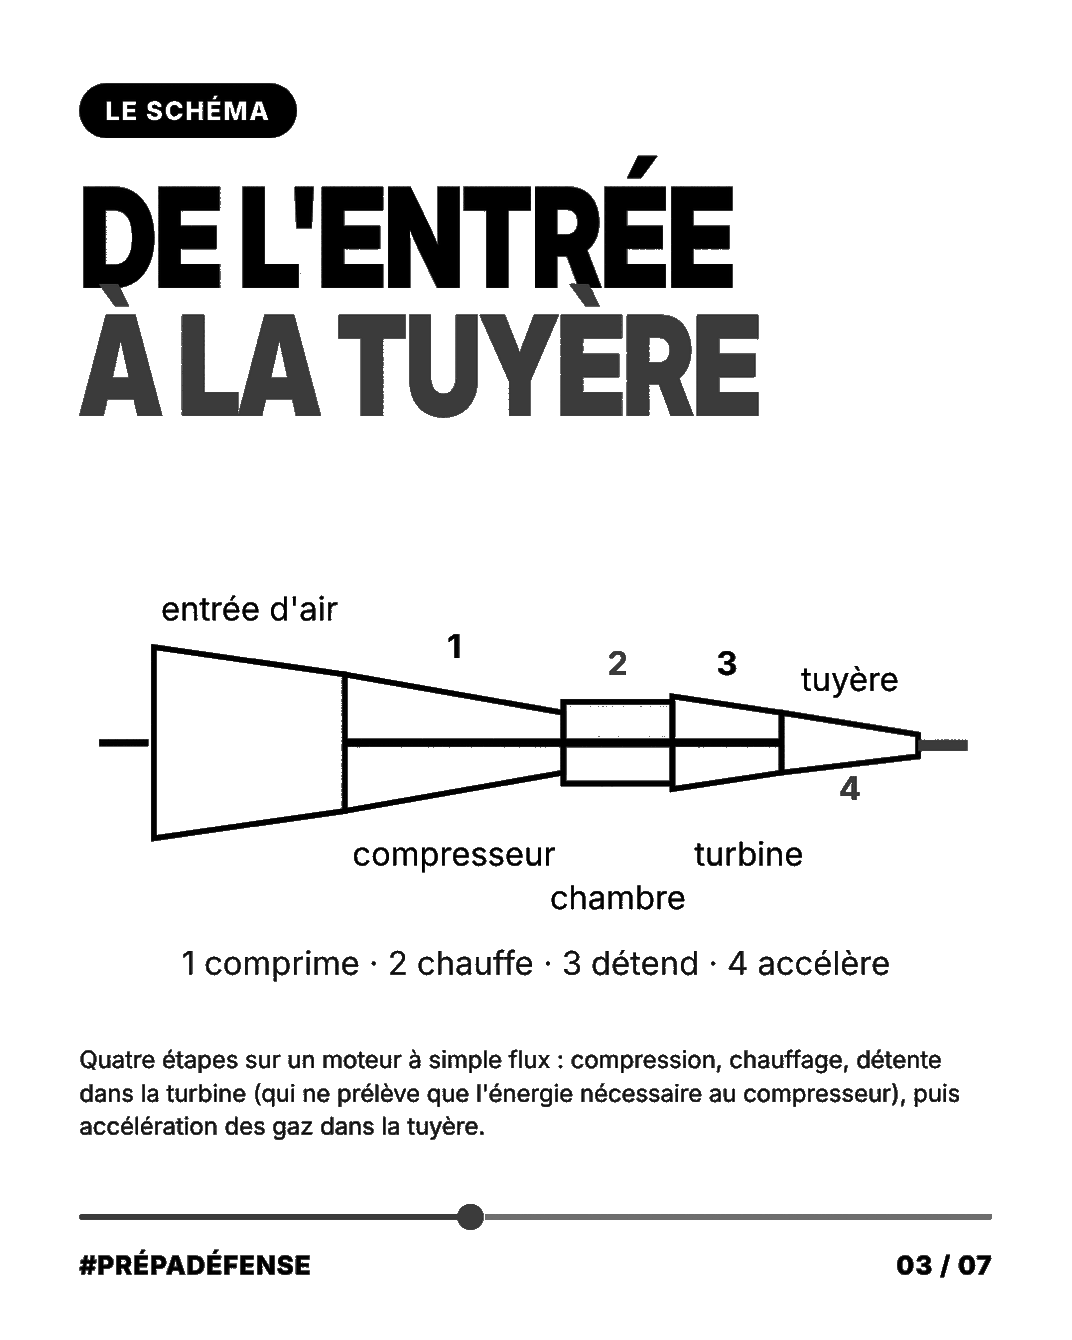 LE SCHÉMA
DE L'ENTRÉE
À LA TUYÈRE
entrée d'air
1
2
3
tuyère
4
compresseur
turbine
chambre
1 comprime · 2 chauffe · 3 détend · 4 accélère
Quatre étapes sur un moteur à simple flux : compression, chauffage, détente
dans la turbine (qui ne prélève que l'énergie nécessaire au compresseur), puis
accélération des gaz dans la tuyère.
#PRÉPADÉFENSE
03 / 07